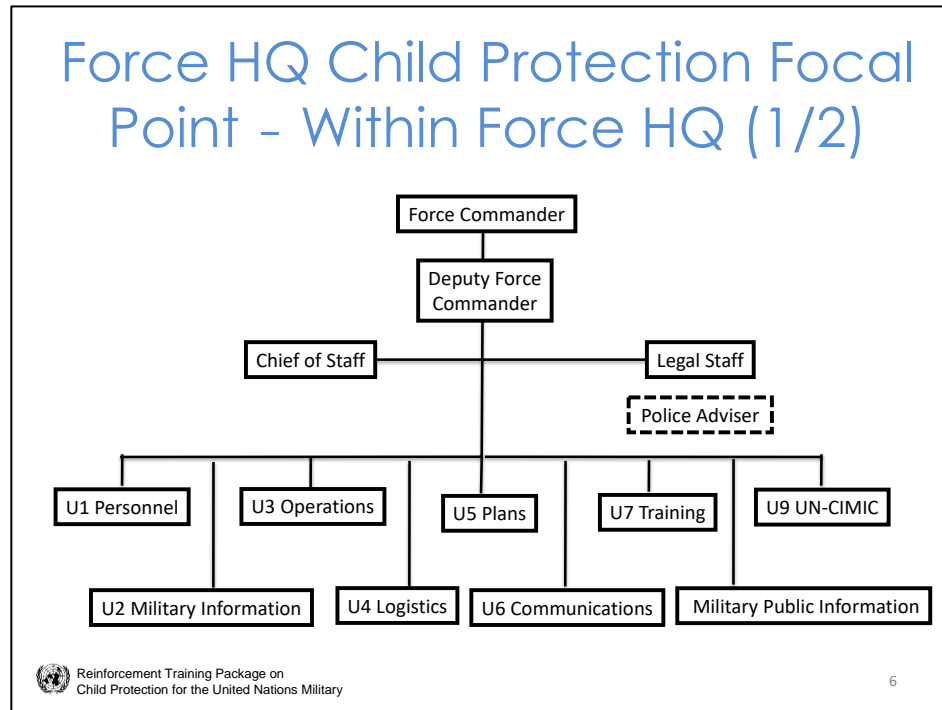 Force HQ Child Protection Focal
Point - Within Force HQ (1/2)
Force Commander
Deputy Force
Commander
Chief of Staff
Legal Staff
Police Adviser
U1 Personnel
U3 Operations
U5 Plans
U7 Training
U9 UN-CIMIC
U2 Military Information
U4 Logistics
U6 Communications
Military Public Information
Reinforcement Training Package on
Child Protection for the United Nations Military
6